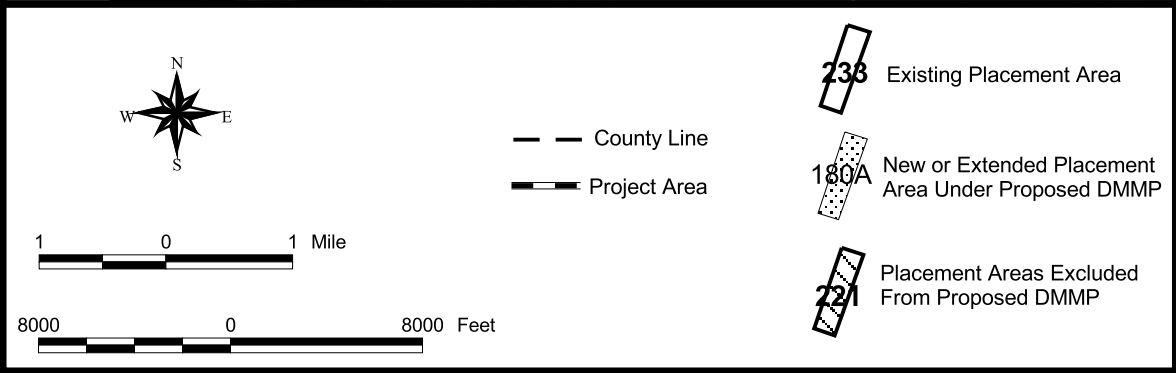 N
W E
S
1 0 1 Mile
8000 0 8000 Feet
County Line
Project Area
233 Existing Placement Area
180A New or Extended Placement
Area Under Proposed DMMP
221 Placement Areas Excluded
From Proposed DMMP